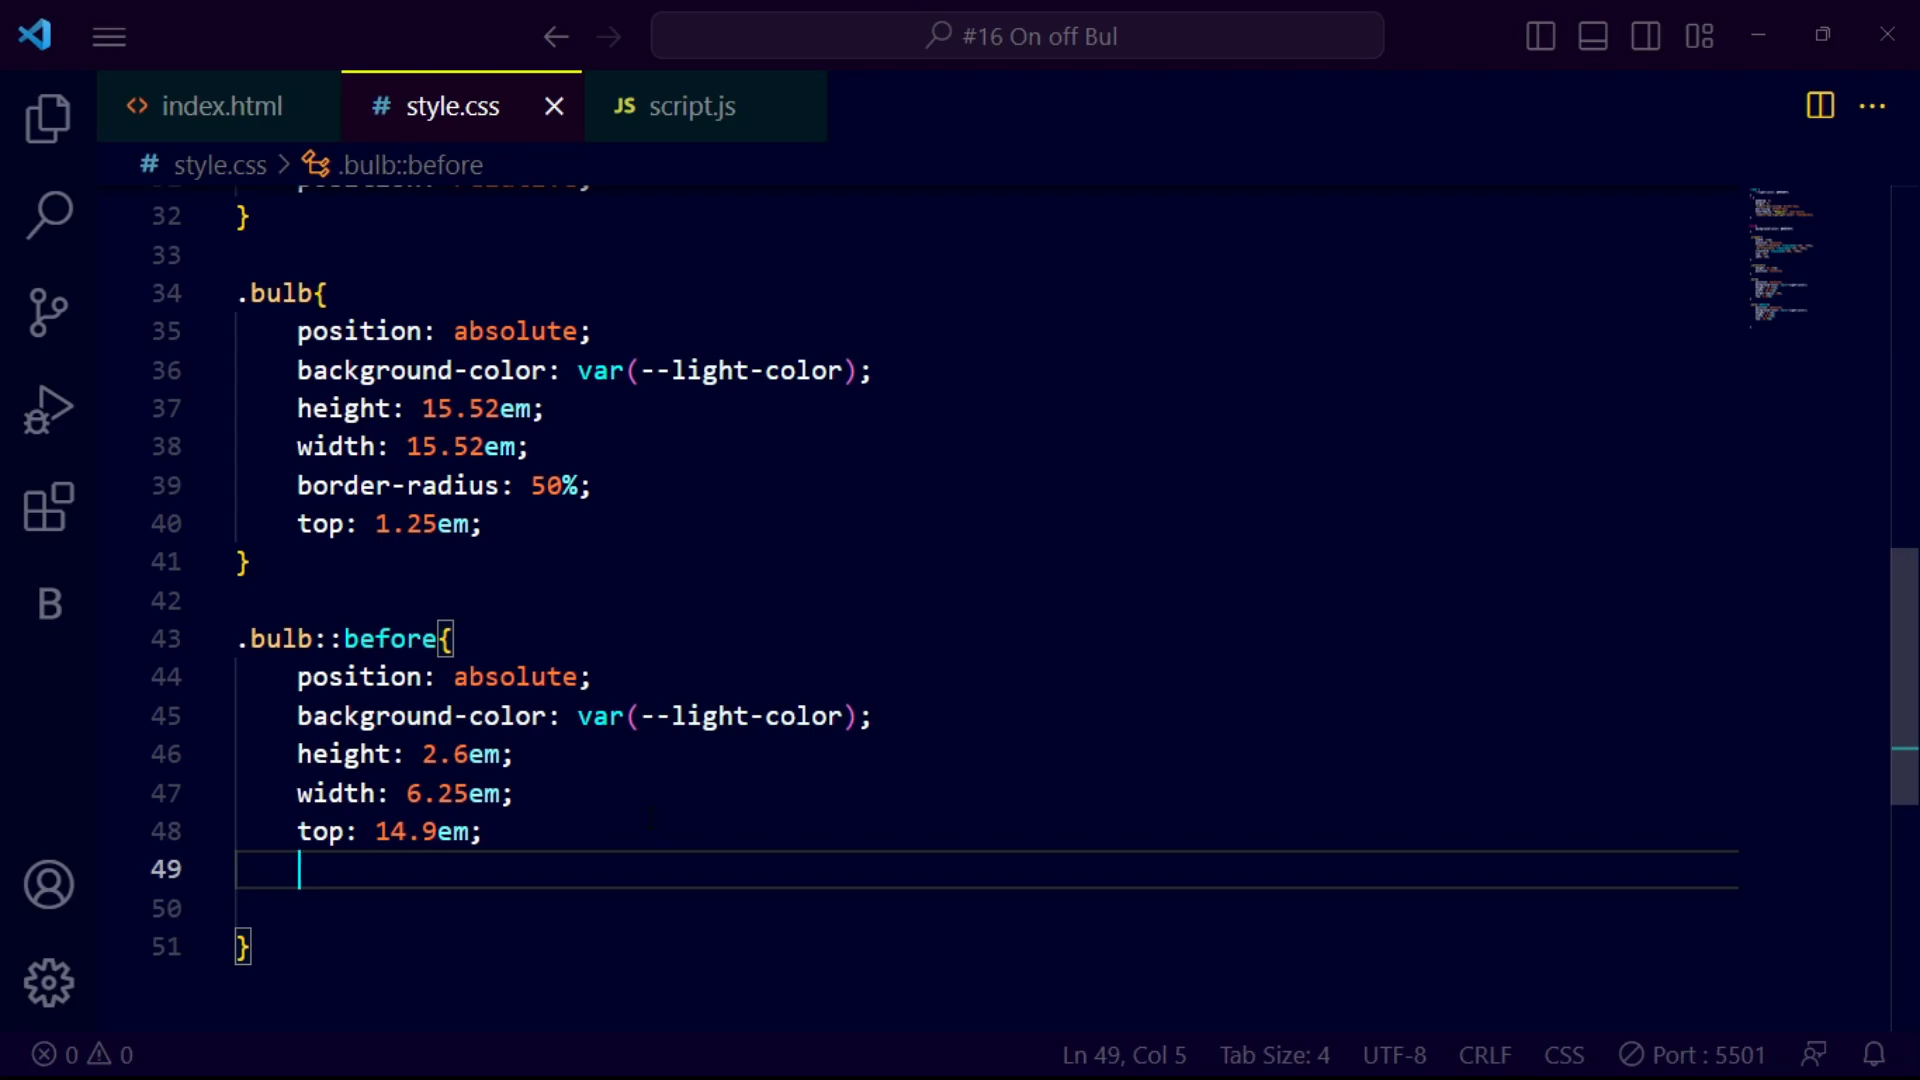 #16 On off Bul
index.html
# style.css
JS script.js
# style.css > .bulb::before
32 }
33
34 .bulb{
35 position: absolute;
36 background-color: var(--light-color);
37 height: 15.52em;
38 width: 15.52em;
39 border-radius: 50%;
40 top: 1.25em;
41 }
42
43 .bulb::before{
44 position: absolute;
45 background-color: var(--light-color);
46 height: 2.6em;
47 width: 6.25em;
48 top: 14.9em;
49
50
51 }
B
0 0
Ln 49, Col 5 Tab Size: 4 UTF-8 CRLF CSS Port : 5501